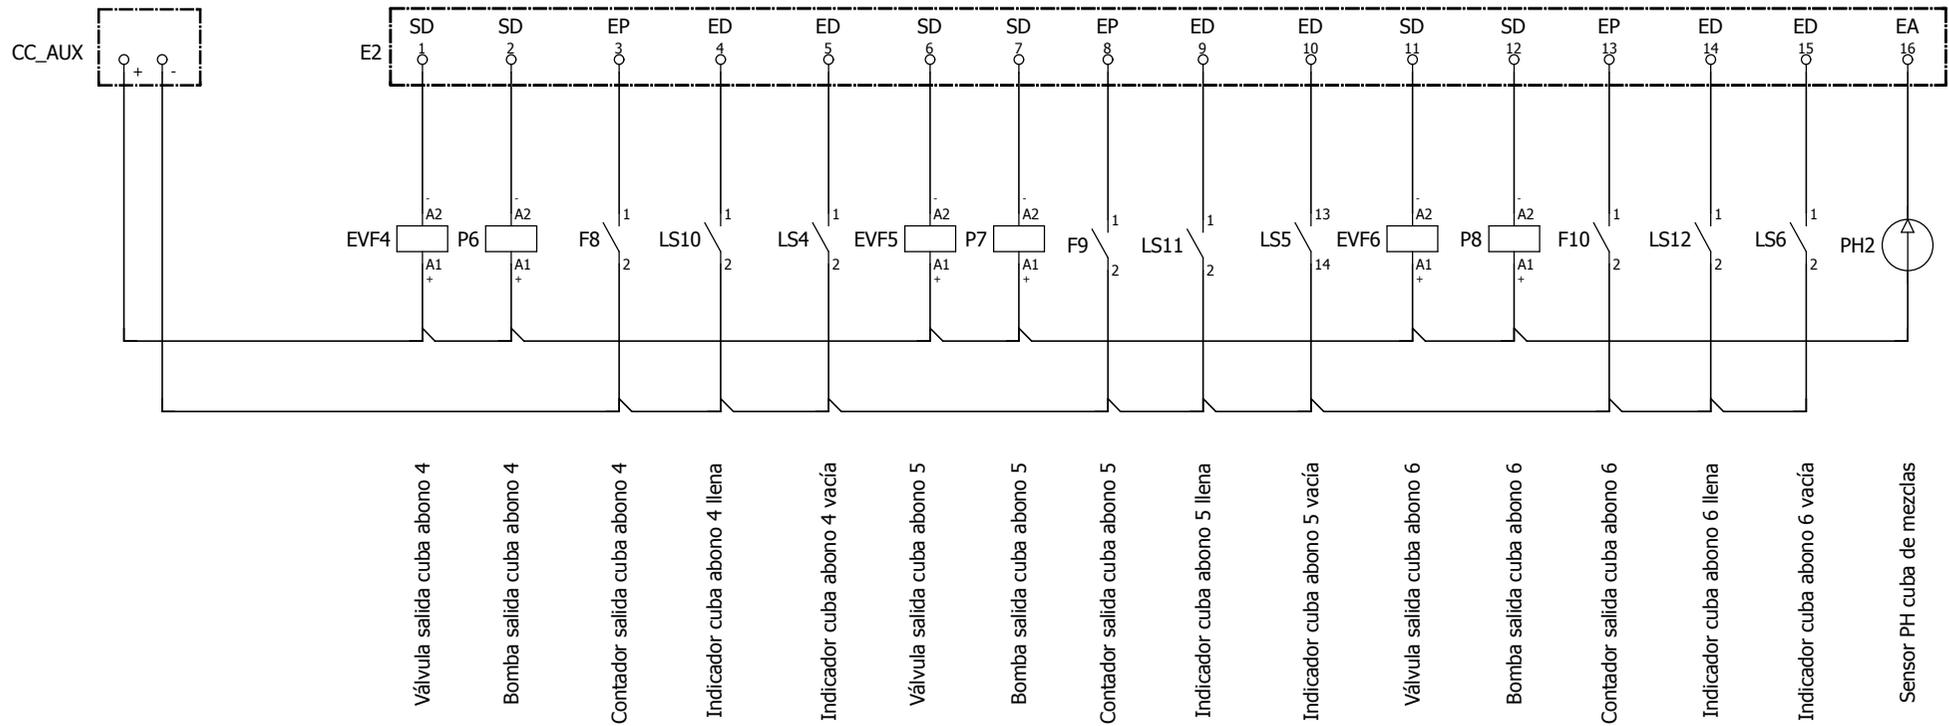 SD SD EP ED ED SD SD EP ED ED SD SD EP ED ED EA
CC_AUX E2 1 2 3 4 5 6 7 8 9 10 11 12 13 14 15 16
+ -
- - - - - -
A2 A2 1 1 1 A2 A2 1 1 13 A2 A2 1 1 1
EVF4 P6 F8 LS10 LS4 EVF5 P7 F9 LS11 LS5 EVF6 P8 F10 LS12 LS6 PH2
A1 A1 2 2 2 A1 A1 2 2 14 A1 A1 2 2 2
+ + + + + +
Válvula salida cuba abono 4
Bomba salida cuba abono 4
Contador salida cuba abono 4
Indicador cuba abono 4 llena
Indicador cuba abono 4 vacía
Válvula salida cuba abono 5
Bomba salida cuba abono 5
Contador salida cuba abono 5
Indicador cuba abono 5 llena
Indicador cuba abono 5 vacía
Válvula salida cuba abono 6
Bomba salida cuba abono 6
Contador salida cuba abono 6
Indicador cuba abono 6 llena
Indicador cuba abono 6 vacía
Sensor PH cuba de mezclas